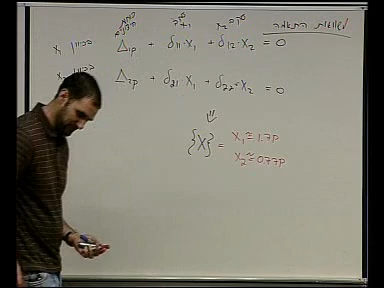 משוואות התאמה
Δ1P + δ11·X1 + δ12·X2 = 0
Δ2P + δ21·X1 + δ22·X2 = 0
⇓
{X} = X1 ≅ 1.7P
X2 ≅ 0.77P